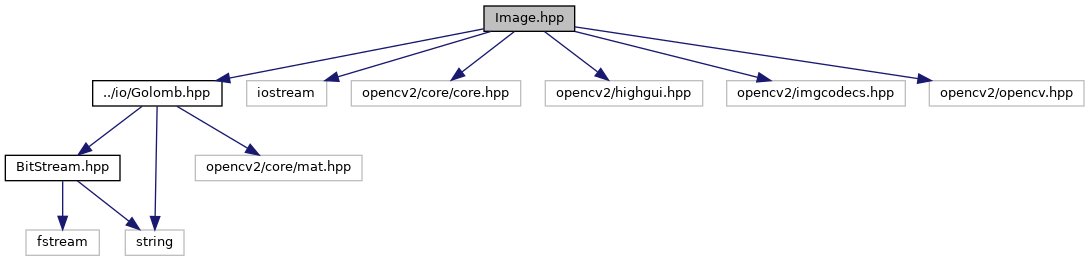 Image.hpp
../io/Golomb.hpp
iostream
opencv2/core/core.hpp
opencv2/highgui.hpp
opencv2/imgcodecs.hpp
opencv2/opencv.hpp
BitStream.hpp
opencv2/core/mat.hpp
fstream
string